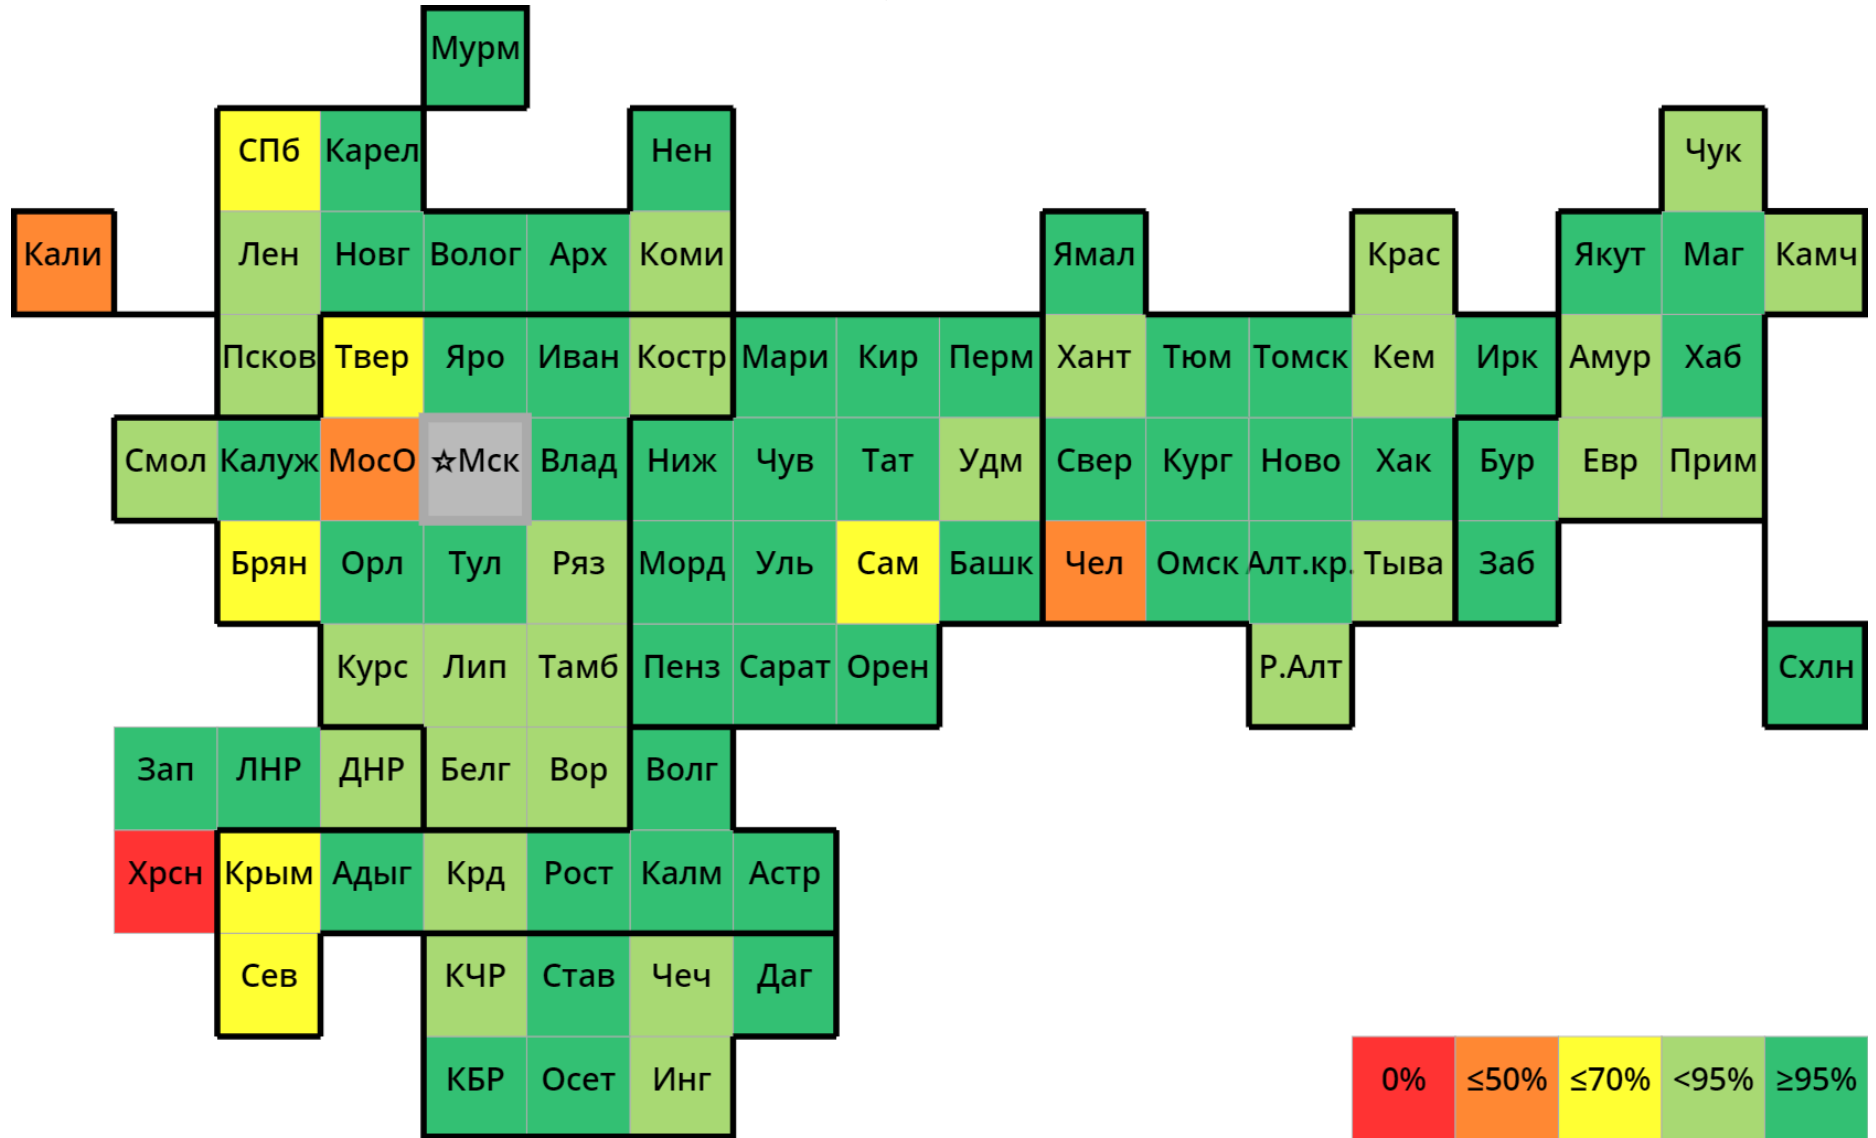 Мурм
СПб Карел Нен Чук
Кали Лен Новг Волог Арх Коми Ямал Крас Якут Маг Камч
Псков Твер Яро Иван Костр Мари Кир Перм Хант Тюм Томск Кем Ирк Амур Хаб
Смол Калуж МосО ☆Мск Влад Ниж Чув Тат Удм Свер Кург Ново Хак Бур Евр Прим
Брян Орл Тул Ряз Морд Уль Сам Башк Чел Омск Алт.кр. Тыва Заб
Курс Лип Тамб Пенз Сарат Орен Р.Алт Схлн
Зап ЛНР ДНР Белг Вор Волг
Хрсн Крым Адыг Крд Рост Калм Астр
Сев КЧР Став Чеч Даг
КБР Осет Инг 0% ≤50% ≤70% <95% ≥95%